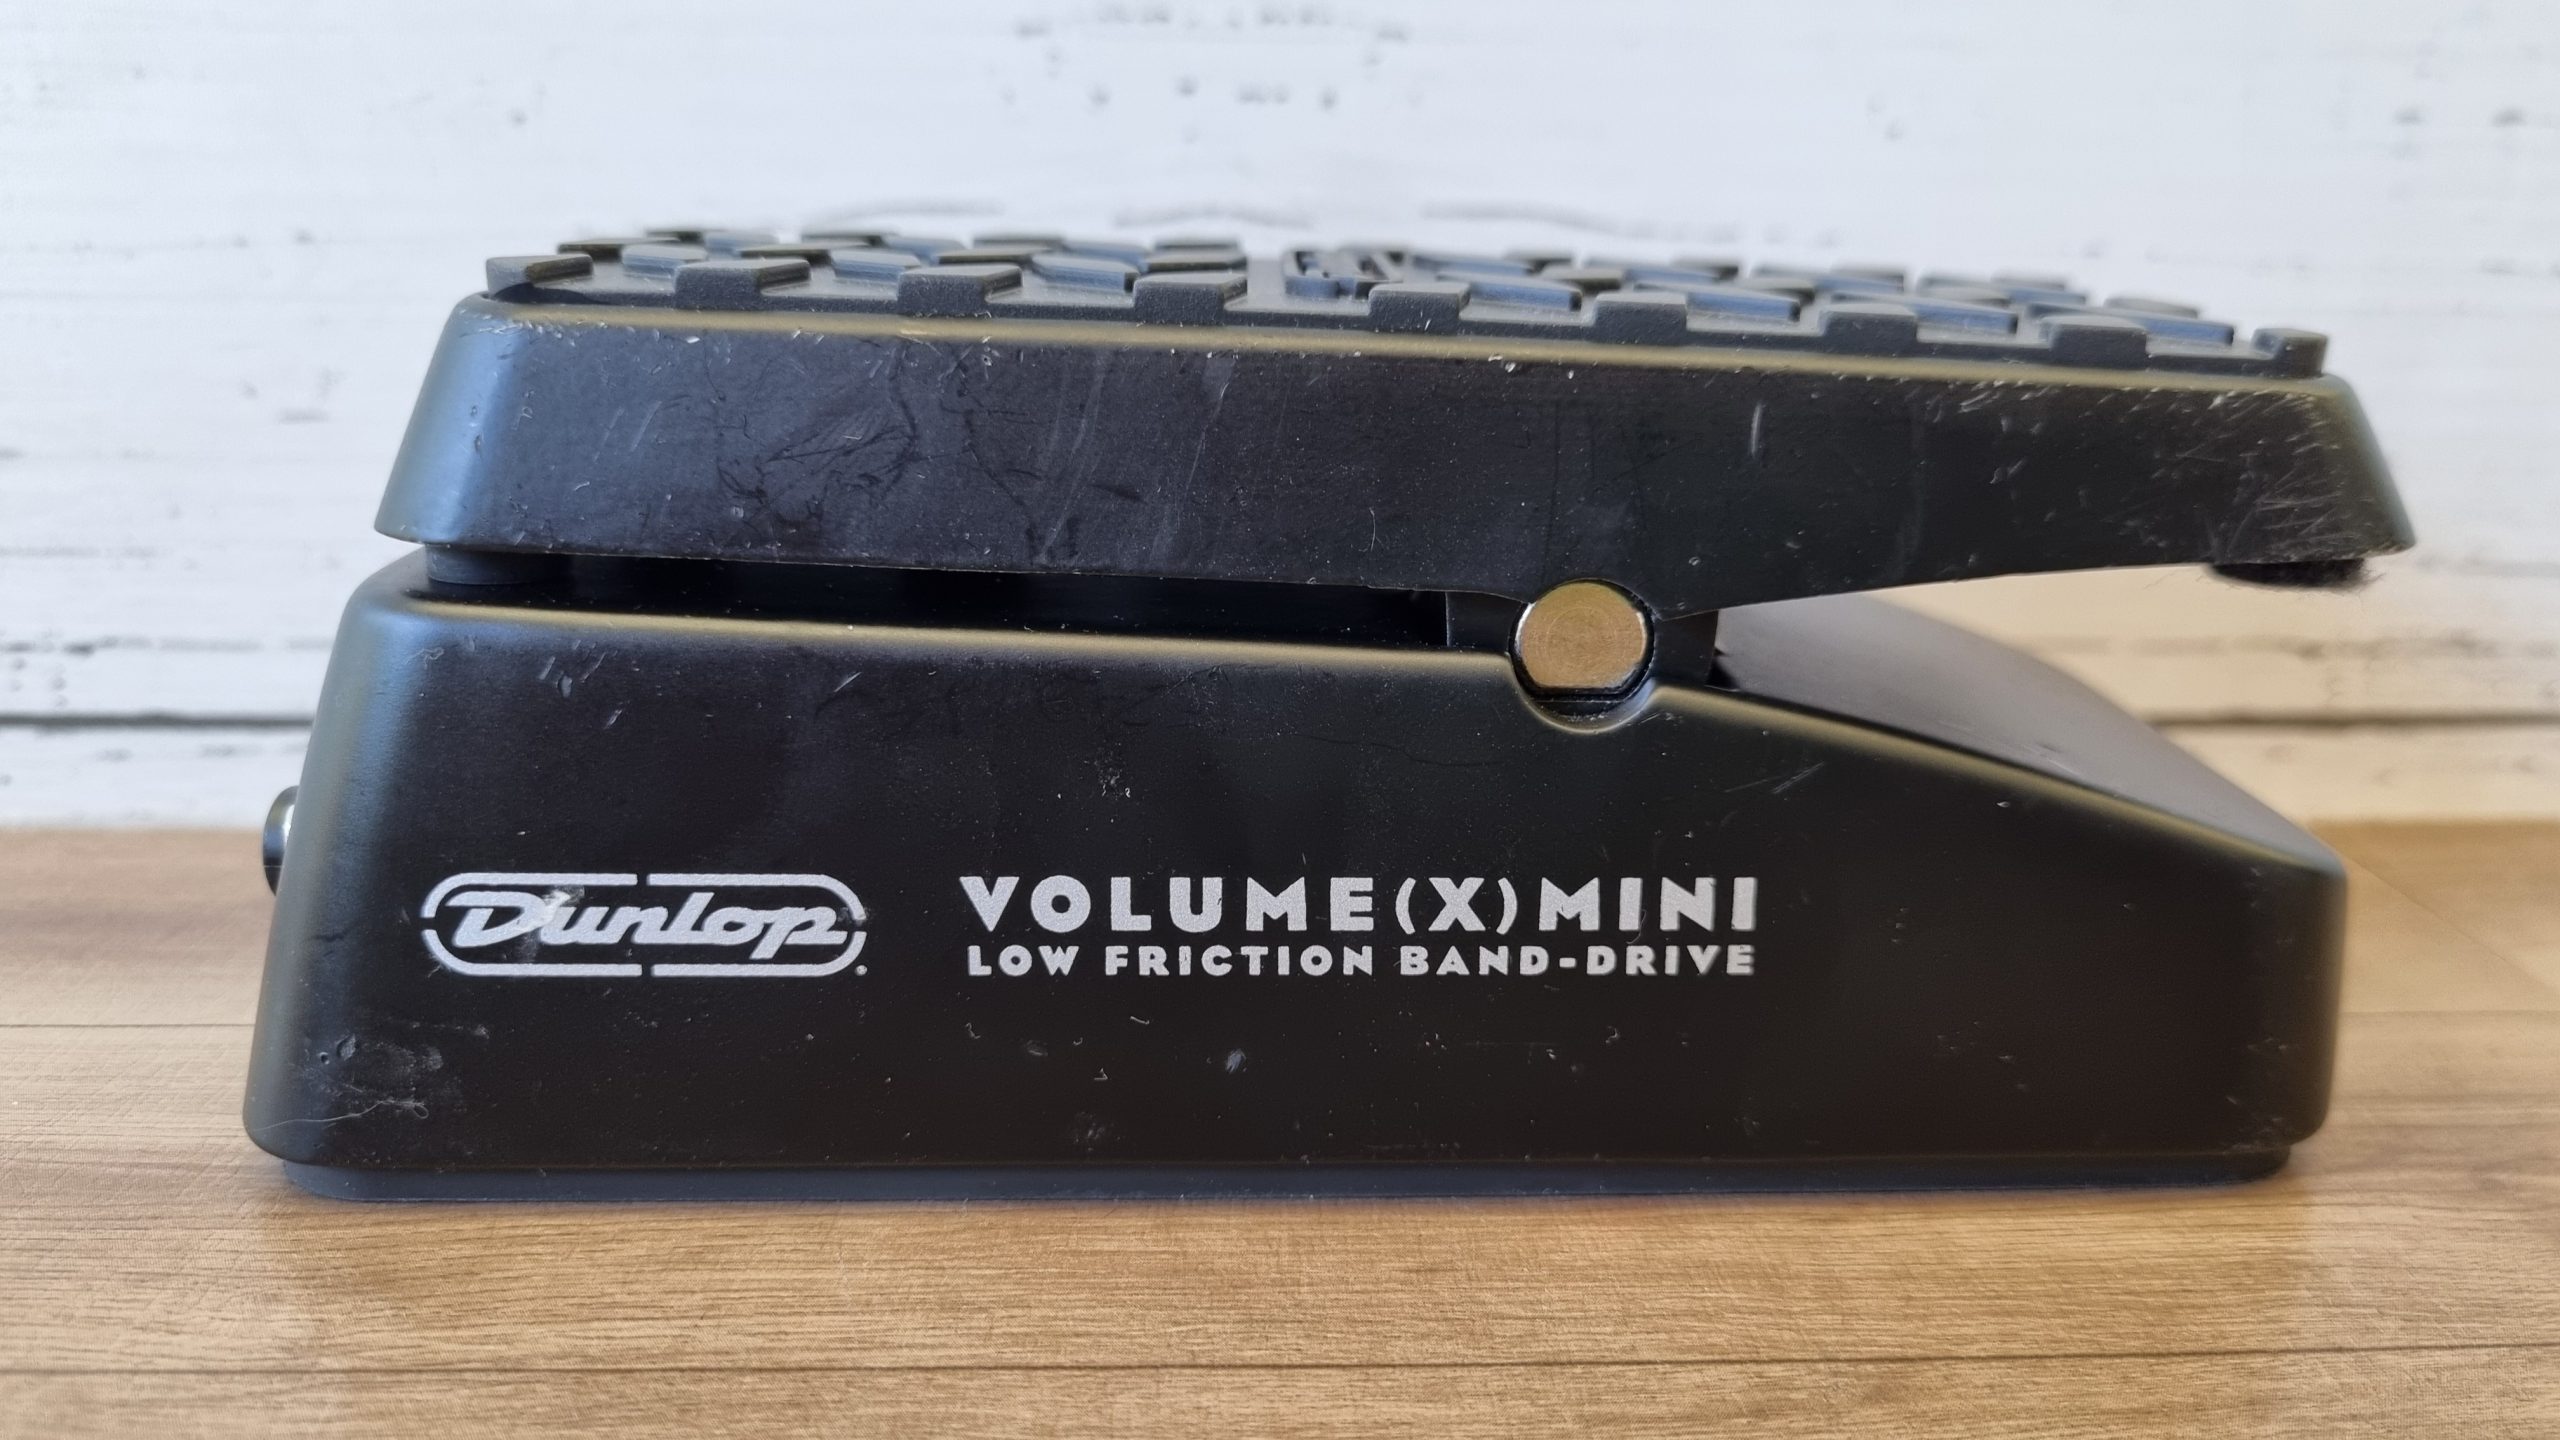 Dunlop
VOLUME(X)MINI
LOW FRICTION BAND-DRIVE